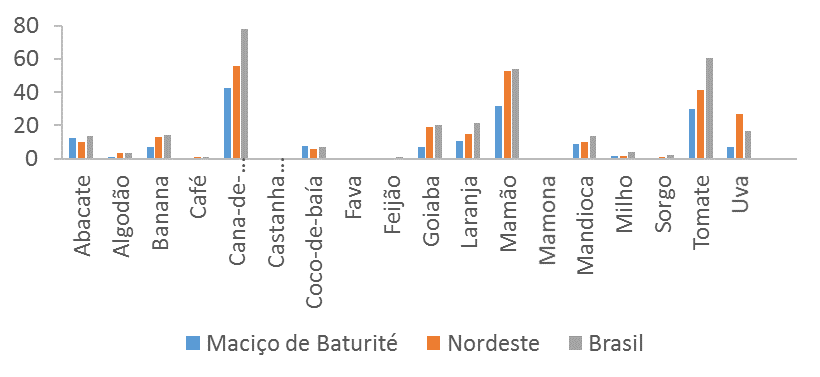 80
60
40
20
0
Abacate
Algodão
Banana
Café
Cana-de-...
Castanha...
Coco-de-baía
Fava
Feijão
Goiaba
Laranja
Mamão
Mamona
Mandioca
Milho
Sorgo
Tomate
Uva
Maciço de Baturité
Nordeste
Brasil